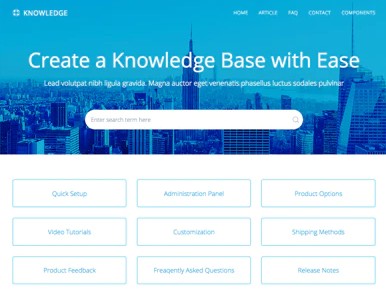 KNOWLEDGE
HOME ARTICLE FAQ CONTACT COMPONENTS
Create a Knowledge Base with Ease
Lead volutpat nibh ligula gravida. Magna auctor eget venenatis phasellus luctus sodales pulvinar
Enter search term here
Quick Setup Administration Panel Product Options
Video Tutorials Customization Shipping Methods
Product Feedback Freaqently Asked Questions Release Notes